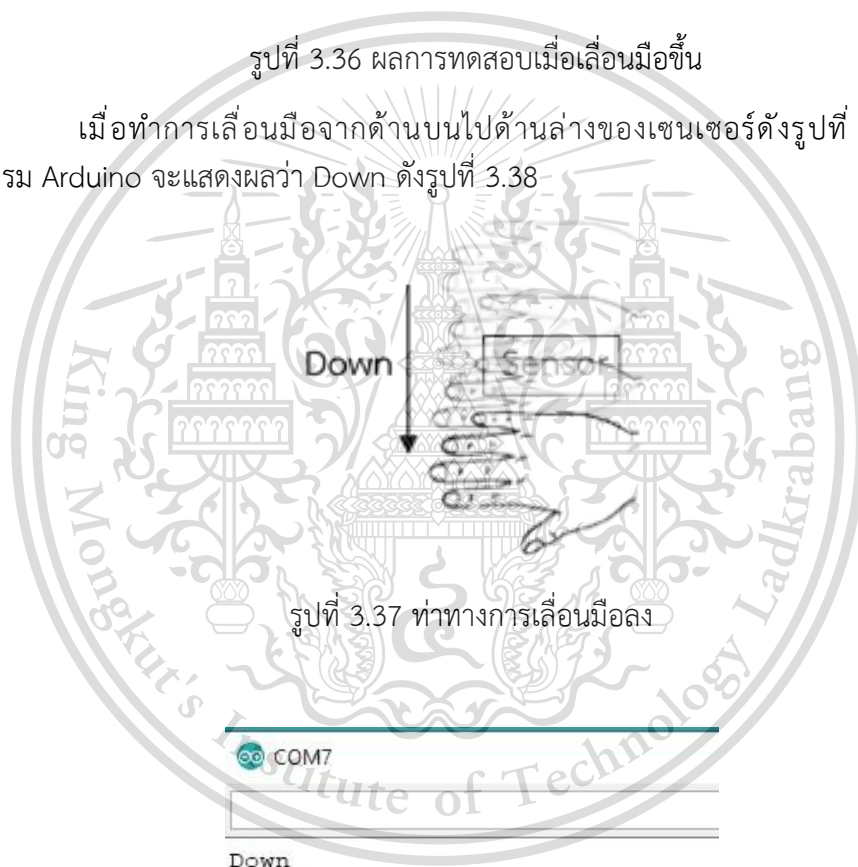 รูปที่ 3.36 ผลการทดสอบเมื่อเลื่อนมือขึ้น
เมื่อทำการเลื่อนมือจากด้านบนไปด้านล่างของเซนเซอร์ดังรูปที่
รม Arduino จะแสดงผลว่า Down ดังรูปที่ 3.38
Down
Sensor
รูปที่ 3.37 ท่าทางการเลื่อนมือลง
King Mongkut's Institute of Technology Ladkrabang
COM7
Down